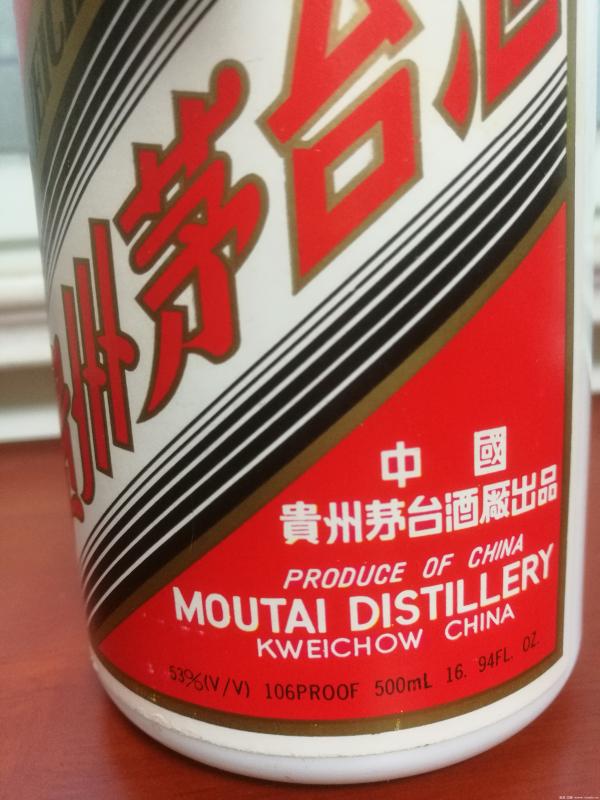 州茅台酒
中國
貴州茅台酒廠出品
PRODUCE OF CHINA
MOUTAI DISTILLERY
KWEICHOW CHINA
53%(V/V) 106PROOF 500mL 16. 94FL. OZ.